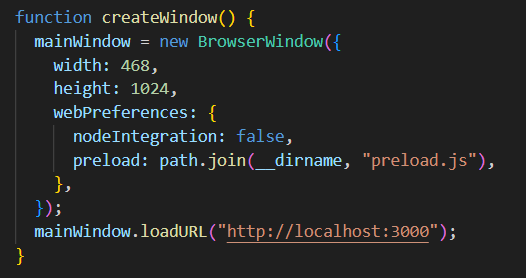 function createWindow() {
  mainWindow = new BrowserWindow({
    width: 468,
    height: 1024,
    webPreferences: {
      nodeIntegration: false,
      preload: path.join(__dirname, "preload.js"),
    },
  });
  mainWindow.loadURL("http://localhost:3000");
}